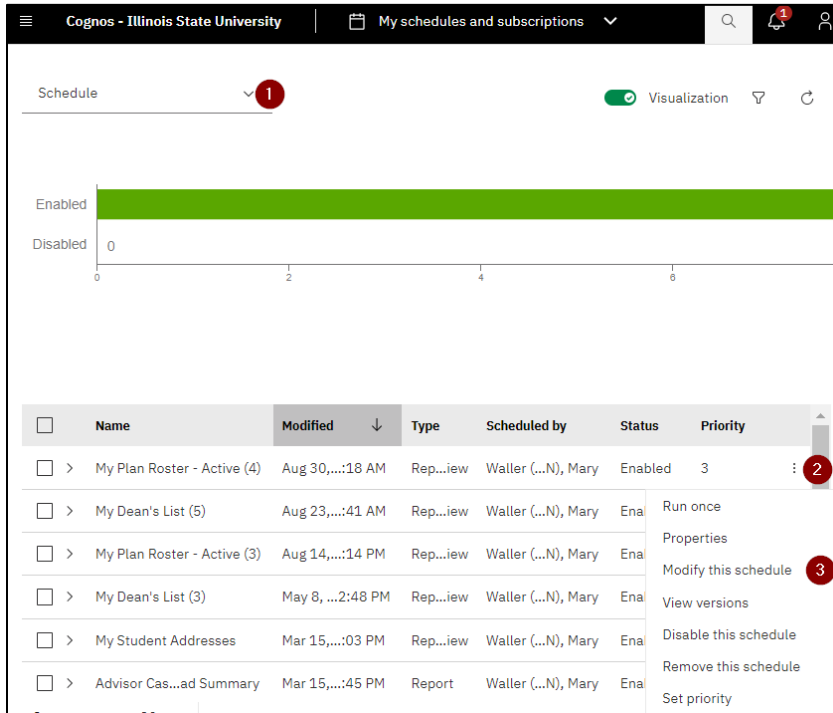 Cognos - Illinois State University My schedules and subscriptions 1
Schedule 1 Visualization
Enabled
Disabled 0
0 2 4 6
Name Modified Type Scheduled by Status Priority
My Plan Roster - Active (4) Aug 30,...:18 AM Rep...iew Waller (...N), Mary Enabled 3 2
My Dean's List (5) Aug 23,...:41 AM Rep...iew Waller (...N), Mary Ena Run once
Properties
My Plan Roster - Active (3) Aug 14,...:14 PM Rep...iew Waller (...N), Mary Ena Modify this schedule 3
My Dean's List (3) May 8, ...2:48 PM Rep...iew Waller (...N), Mary Ena View versions
My Student Addresses Mar 15,...:03 PM Rep...iew Waller (...N), Mary Ena Disable this schedule
Remove this schedule
Advisor Cas...ad Summary Mar 15,...:45 PM Report Waller (...N), Mary Ena Set priority